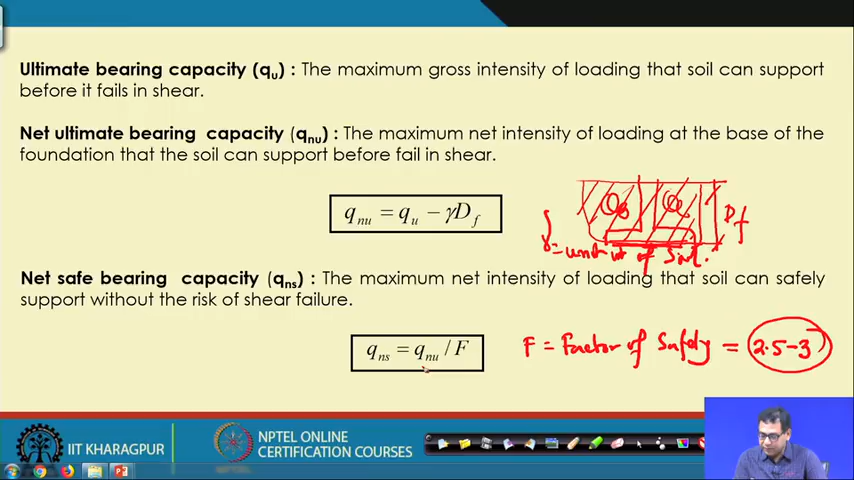 Ultimate bearing capacity (qu) : The maximum gross intensity of loading that soil can support
before it fails in shear.
Net ultimate bearing capacity (qnu) : The maximum net intensity of loading at the base of the
foundation that the soil can support before fail in shear.
qnu = qu − γDf
Df
γ = unit wt of Soil.
Net safe bearing capacity (qns) : The maximum net intensity of loading that soil can safely
support without the risk of shear failure.
qns = qnu / F
F = Factor of Safety = 2.5-3
IIT KHARAGPUR
NPTEL ONLINE
CERTIFICATION COURSES